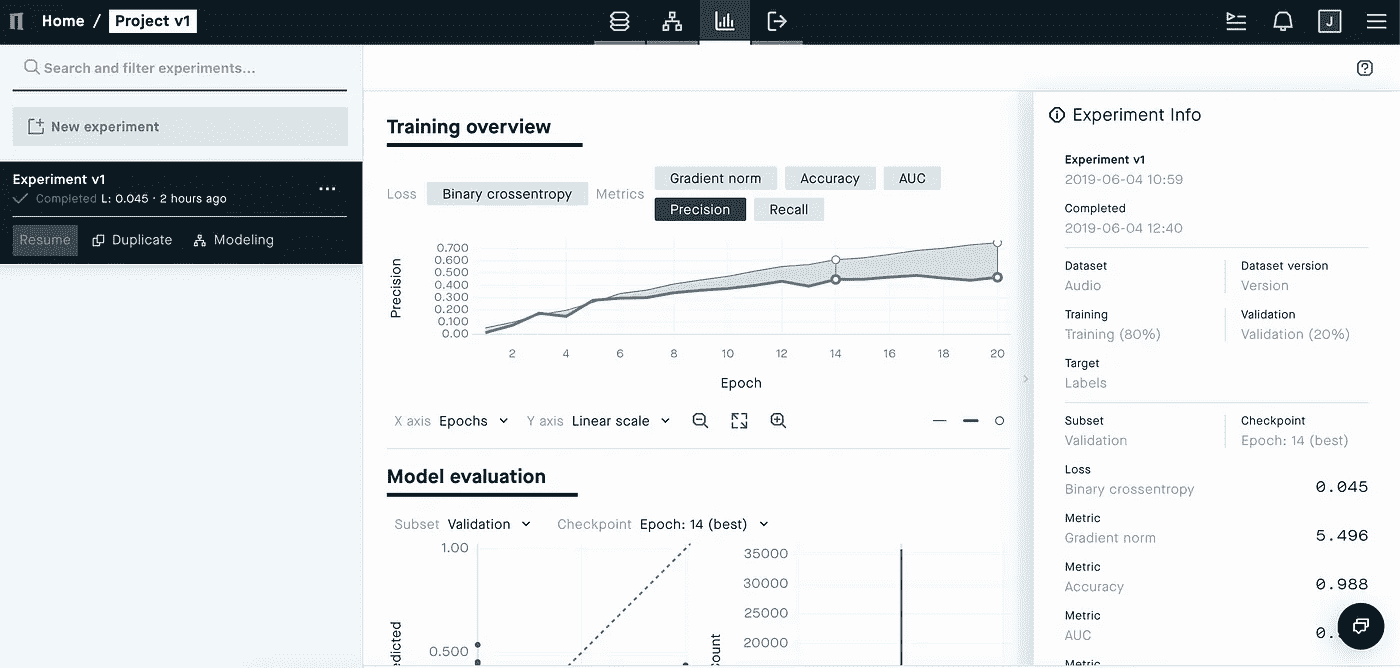 Home / Project v1
J
Search and filter experiments...
New experiment
Experiment v1
Completed L: 0.045 · 2 hours ago
Resume Duplicate Modeling
Training overview
Loss Binary crossentropy Metrics Gradient norm Accuracy AUC
Precision Recall
Precision
0.700
0.600
0.500
0.400
0.300
0.200
0.100
0.00
2 4 6 8 10 12 14 16 18 20
Epoch
X axis Epochs Y axis Linear scale
Model evaluation
Subset Validation Checkpoint Epoch: 14 (best)
1.00
0.500
35000
30000
25000
20000
Experiment Info
Experiment v1
2019-06-04 10:59
Completed
2019-06-04 12:40
Dataset Dataset version
Audio Version
Training Validation
Training (80%) Validation (20%)
Target
Labels
Subset Checkpoint
Validation Epoch: 14 (best)
Loss
Binary crossentropy 0.045
Metric
Gradient norm 5.496
Metric
Accuracy 0.988
Metric
AUC
Metric